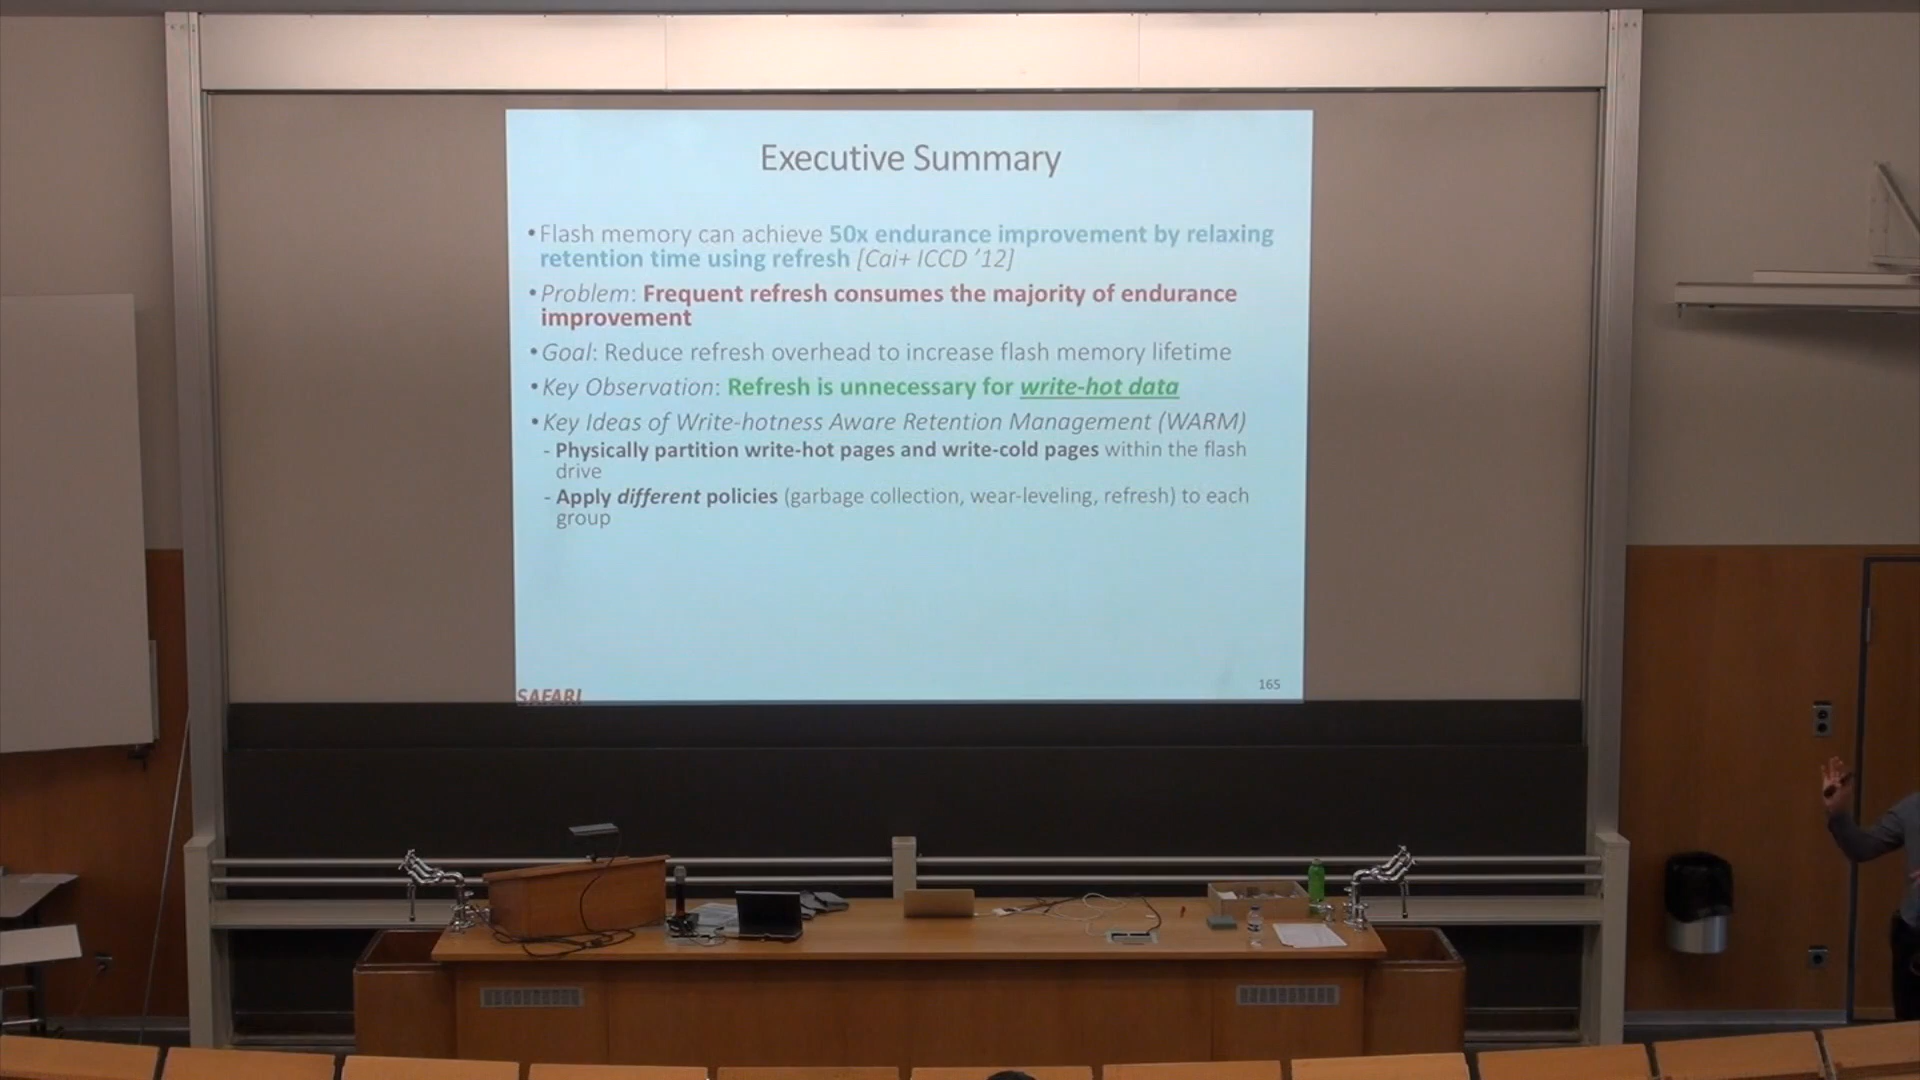 Executive Summary
•Flash memory can achieve 50x endurance improvement by relaxing
retention time using refresh [Cai+ ICCD ’12]
•Problem: Frequent refresh consumes the majority of endurance
improvement
•Goal: Reduce refresh overhead to increase flash memory lifetime
•Key Observation: Refresh is unnecessary for write-hot data
•Key Ideas of Write-hotness Aware Retention Management (WARM)
- Physically partition write-hot pages and write-cold pages within the flash
drive
- Apply different policies (garbage collection, wear-leveling, refresh) to each
group
SAFARI
165